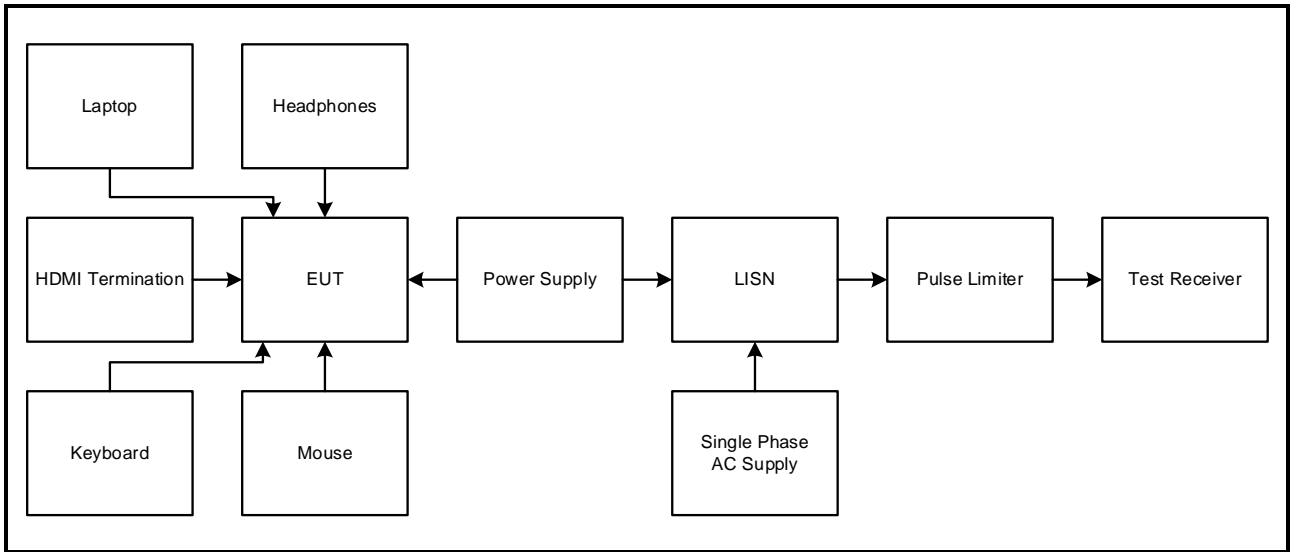 Laptop
Headphones
HDMI Termination
EUT
Power Supply
LISN
Pulse Limiter
Test Receiver
Keyboard
Mouse
Single Phase
AC Supply